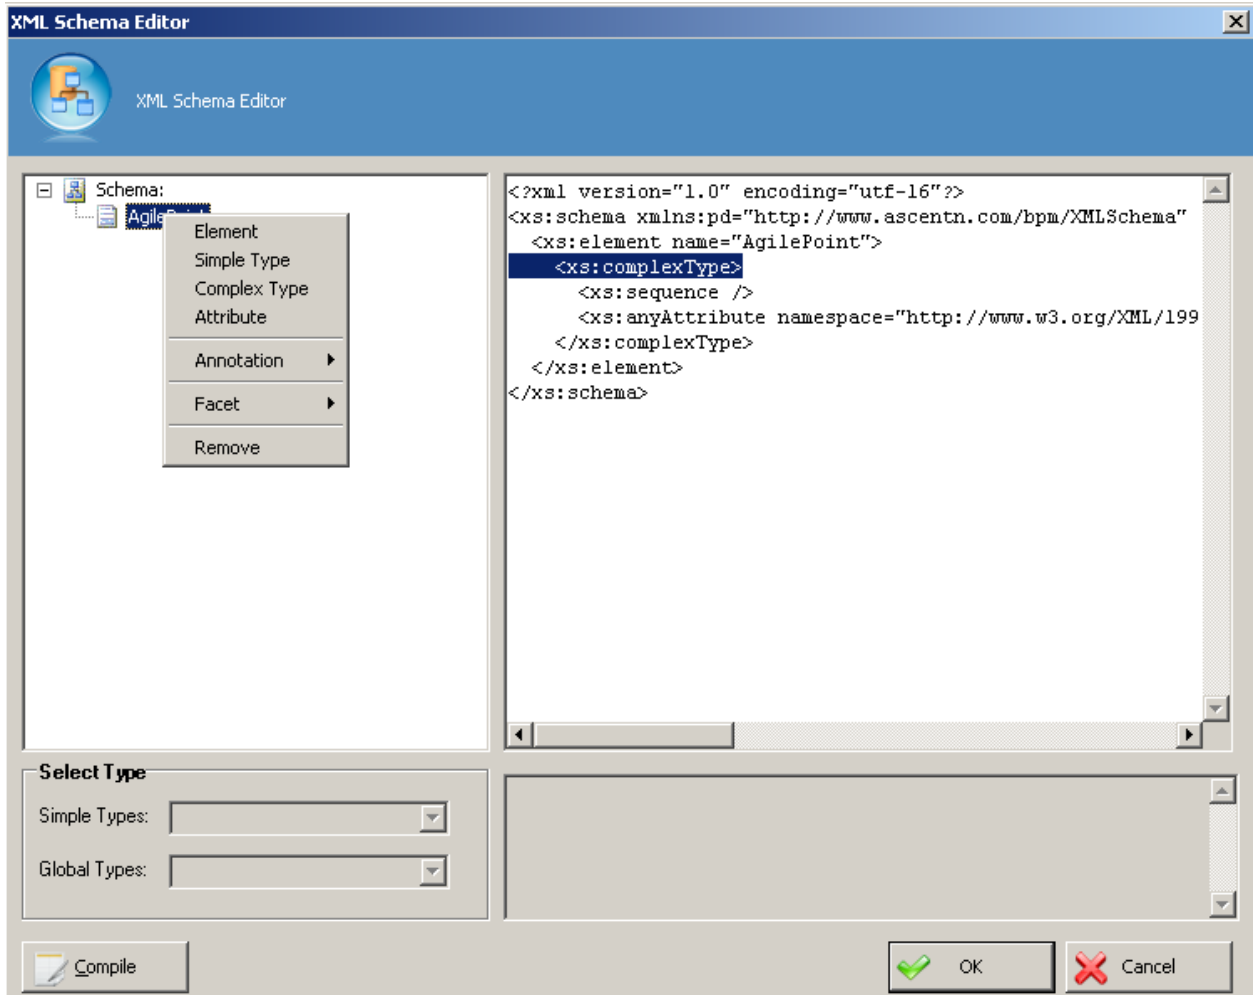 XML Schema Editor
XML Schema Editor
Schema:
Element
Simple Type
Complex Type
Attribute
Annotation
Facet
Remove
<?xml version="1.0" encoding="utf-16"?>
<xs:schema xmlns:pd="http://www.ascentn.com/bpm/XMLSchema"
<xs:element name="AgilePoint">
<xs:complexType>
<xs:sequence />
<xs:anyAttribute namespace="http://www.w3.org/XML/199
</xs:complexType>
</xs:element>
</xs:schema>
Select Type
Simple Types:
Global Types:
Compile
OK
Cancel